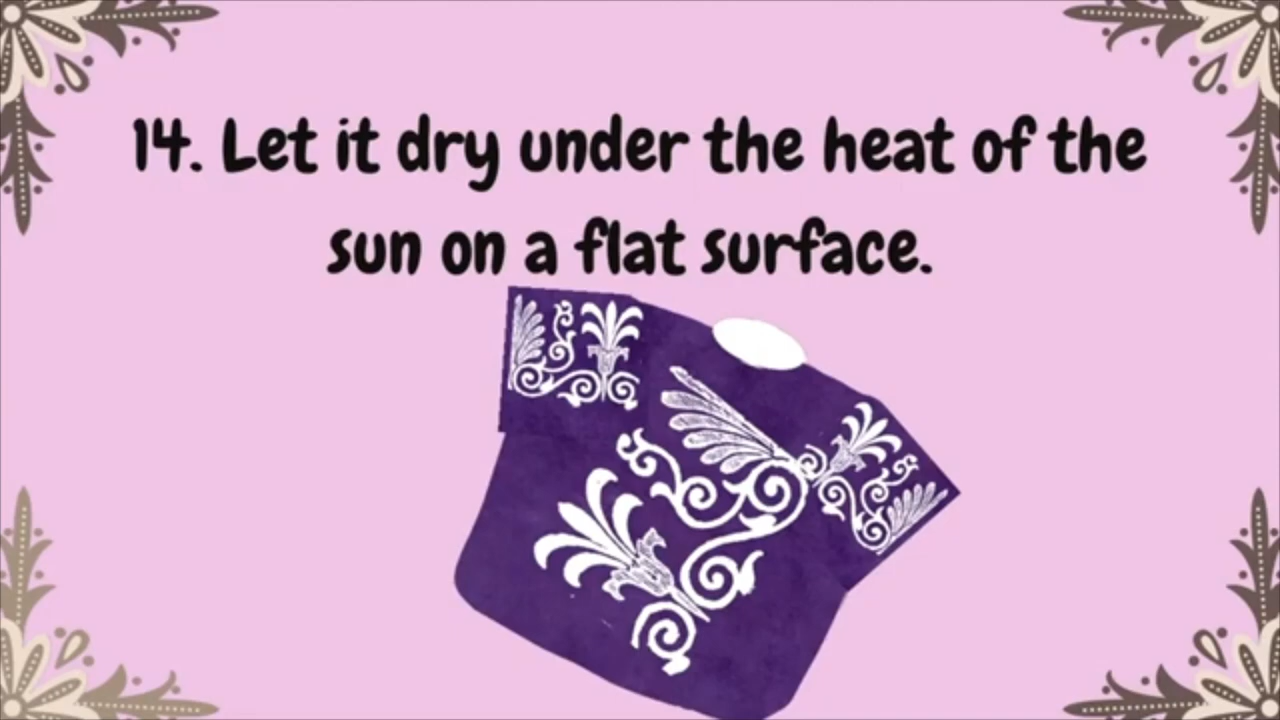 14. Let it dry under the heat of the
sun on a flat surface.